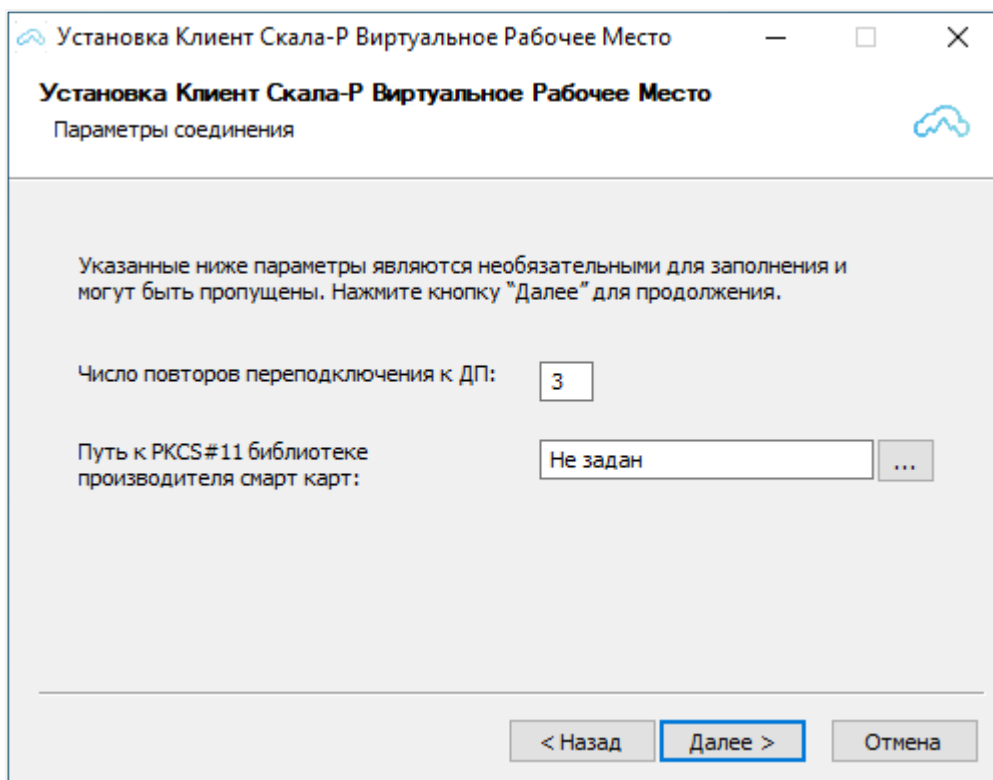 Установка Клиент Скала-Р Виртуальное Рабочее Место
Установка Клиент Скала-Р Виртуальное Рабочее Место
Параметры соединения
Указанные ниже параметры являются необязательными для заполнения и
могут быть пропущены. Нажмите кнопку “Далее” для продолжения.
Число повторов переподключения к ДП:
3
Путь к PKCS#11 библиотеке
производителя смарт карт:
Не задан
...
< Назад
Далее >
Отмена